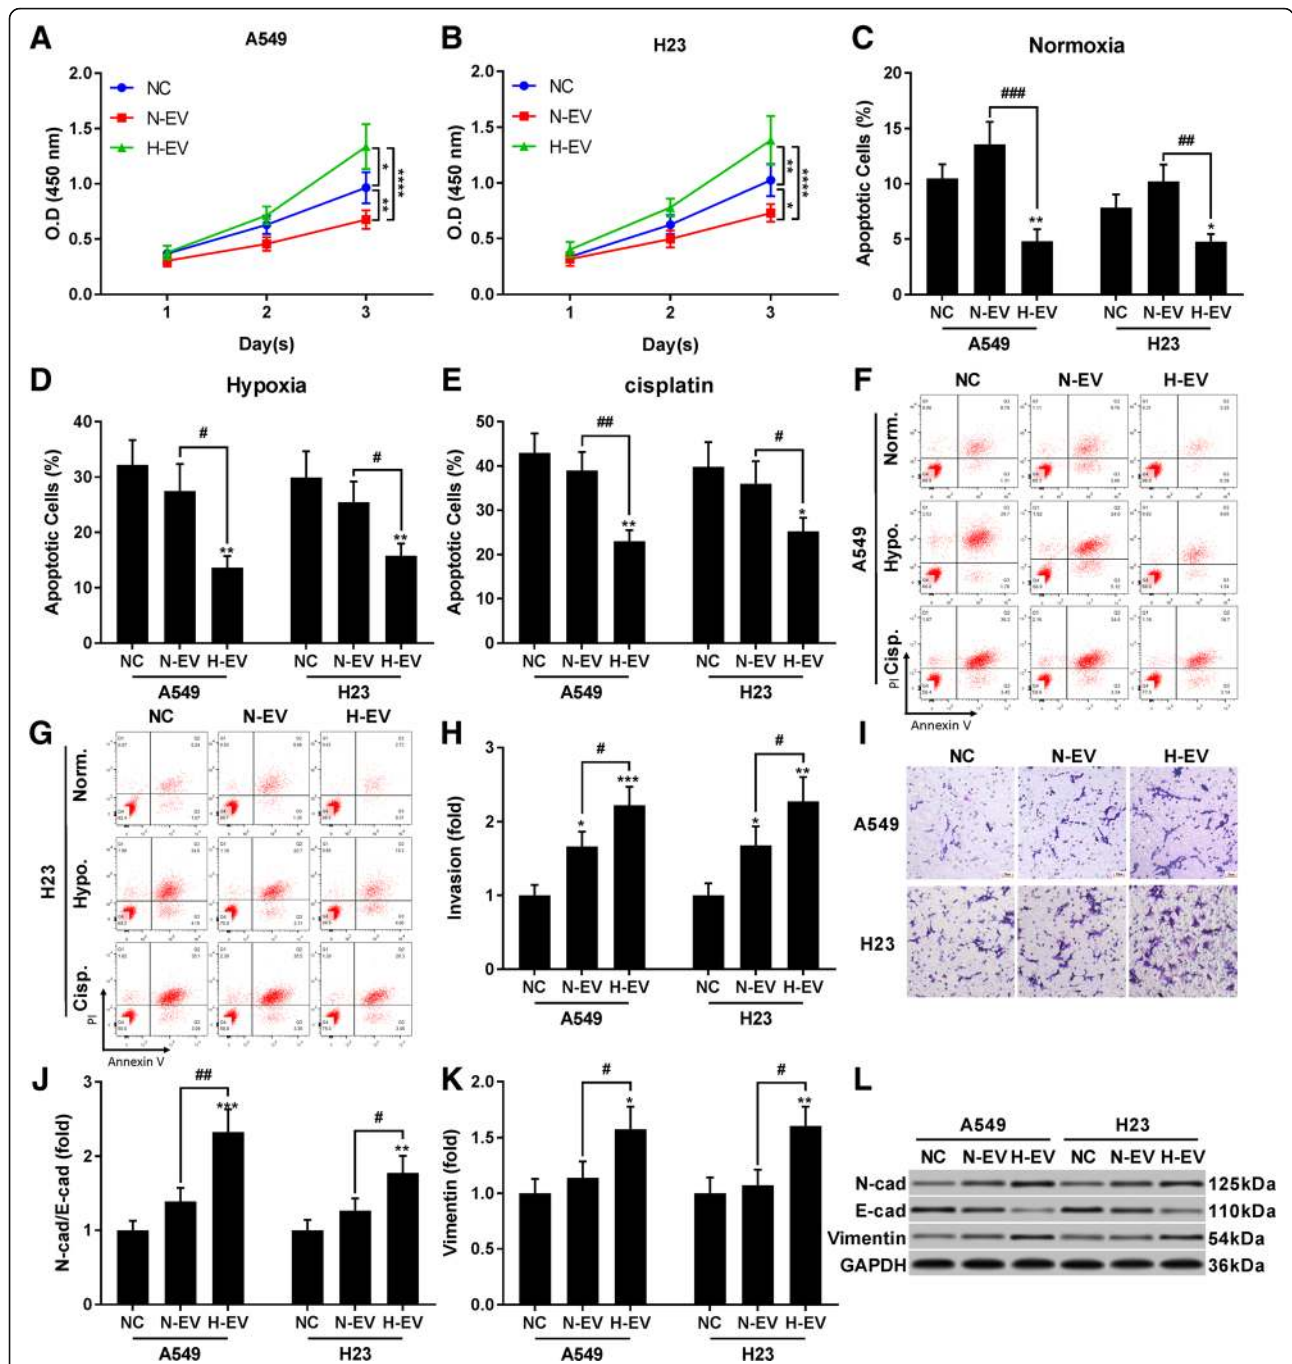 A
A549
2.0
1.5
1.0
0.5
0.0
O.D (450 nm)
NC
N-EV
H-EV
*
**
****
1 2 3
Day(s)
B
H23
2.0
1.5
1.0
0.5
0.0
O.D (450 nm)
NC
N-EV
H-EV
**
*
****
1 2 3
Day(s)
C
Normoxia
20
15
10
5
0
Apoptotic Cells (%)
###
##
**
*
NC N-EV H-EV NC N-EV H-EV
A549 H23
D
Hypoxia
40
30
20
10
0
Apoptotic Cells (%)
#
#
**
**
NC N-EV H-EV NC N-EV H-EV
A549 H23
E
cisplatin
50
40
30
20
10
0
Apoptotic Cells (%)
##
#
**
*
NC N-EV H-EV NC N-EV H-EV
A549 H23
F
NC N-EV H-EV
A549
Norm.
Hypo.
Cisp.
PI
Annexin V
G
NC N-EV H-EV
H23
Norm.
Hypo.
Cisp.
PI
Annexin V
H
3
2
1
0
Invasion (fold)
#
#
*
***
*
**
NC N-EV H-EV NC N-EV H-EV
A549 H23
I
NC N-EV H-EV
A549
H23
J
3
2
1
0
N-cad/E-cad (fold)
##
#
***
**
NC N-EV H-EV NC N-EV H-EV
A549 H23
K
2.0
1.5
1.0
0.5
0.0
Vimentin (fold)
#
#
*
**
NC N-EV H-EV NC N-EV H-EV
A549 H23
L
A549 H23
NC N-EV H-EV NC N-EV H-EV
N-cad 125kDa
E-cad 110kDa
Vimentin 54kDa
GAPDH 36kDa